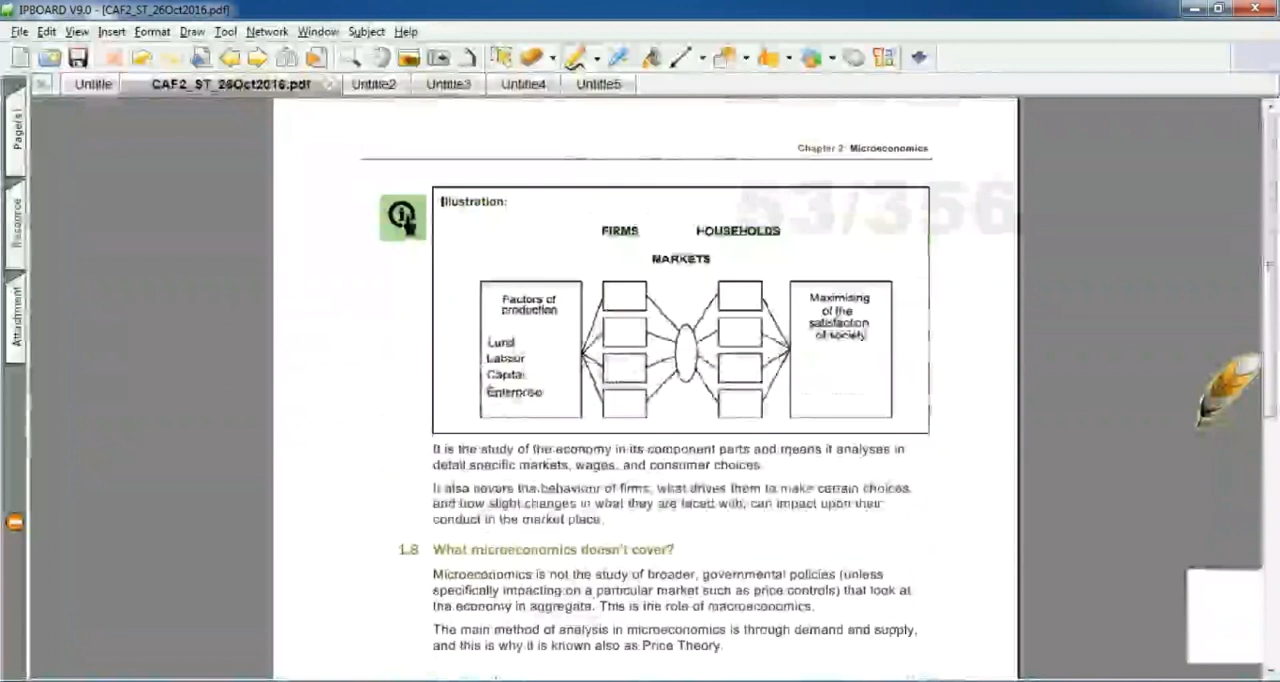 IPBOARD V9.0 - [CAF2_ST_26Oct2016.pdf]
File Edit View Insert Format Draw Tool Network Window Subject Help
Untitle CAF2_ST_26Oct2016.pdf Untitle2 Untitle3 Untitle4 Untitle5
Page(s)
Resource
Attachment
Chapter 2: Microeconomics
53/356
Illustration:
FIRMS HOUSEHOLDS
MARKETS
Factors of
production
Land
Labour
Capital
Enterprise
Maximising
of the
satisfaction
of society
It is the study of the economy in its component parts and means it analyses in
detail specific markets, wages, and consumer choices.
It also covers the behaviour of firms, what drives them to make certain choices
and how slight changes in what they are faced with, can impact upon their
conduct in the market place.
1.8 What microeconomics doesn't cover?
Microeconomics is not the study of broader, governmental policies (unless
specifically impacting on a particular market such as price controls) that look at
the economy in aggregate. This is the role of macroeconomics.
The main method of analysis in microeconomics is through demand and supply,
and this is why it is known also as Price Theory.